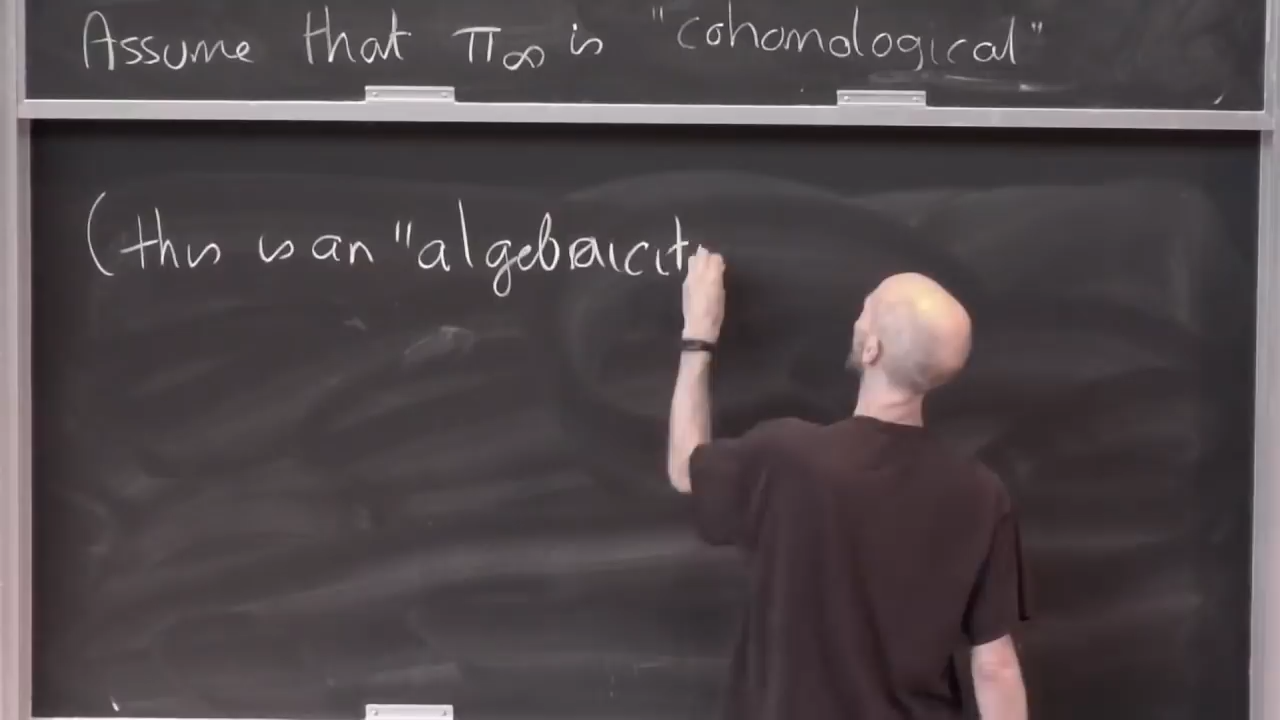 Assume that π∞ is "cohomological"
(this is an "algebraicit